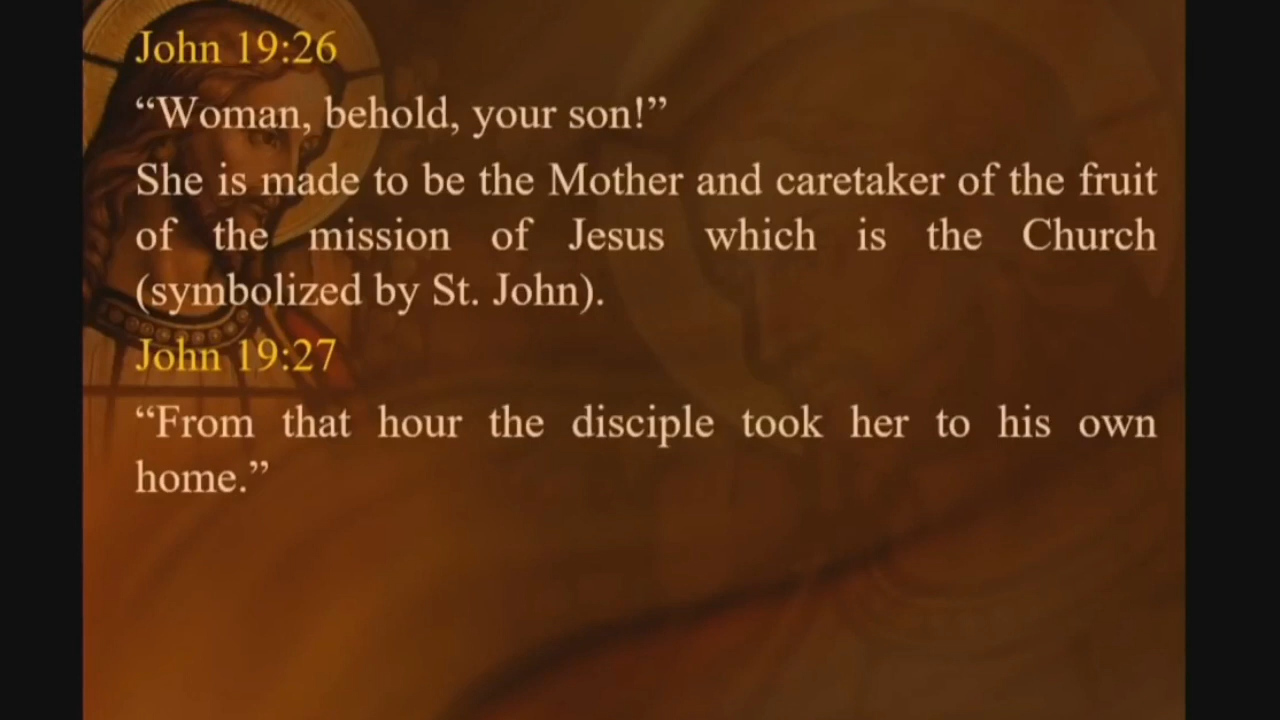 John 19:26
“Woman, behold, your son!”
She is made to be the Mother and caretaker of the fruit
of the mission of Jesus which is the Church
(symbolized by St. John).
John 19:27
“From that hour the disciple took her to his own
home.”